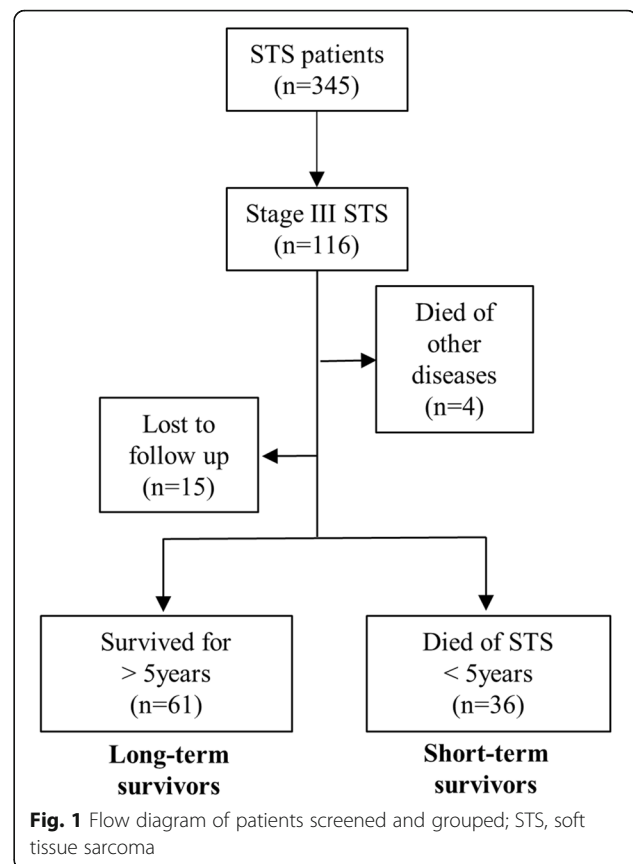 STS patients
(n=345)
Stage III STS
(n=116)
Died of
other
diseases
(n=4)
Lost to
follow up
(n=15)
Survived for
> 5years
(n=61)
Died of STS
< 5years
(n=36)
Long-term
survivors
Short-term
survivors
Fig. 1 Flow diagram of patients screened and grouped; STS, soft
tissue sarcoma